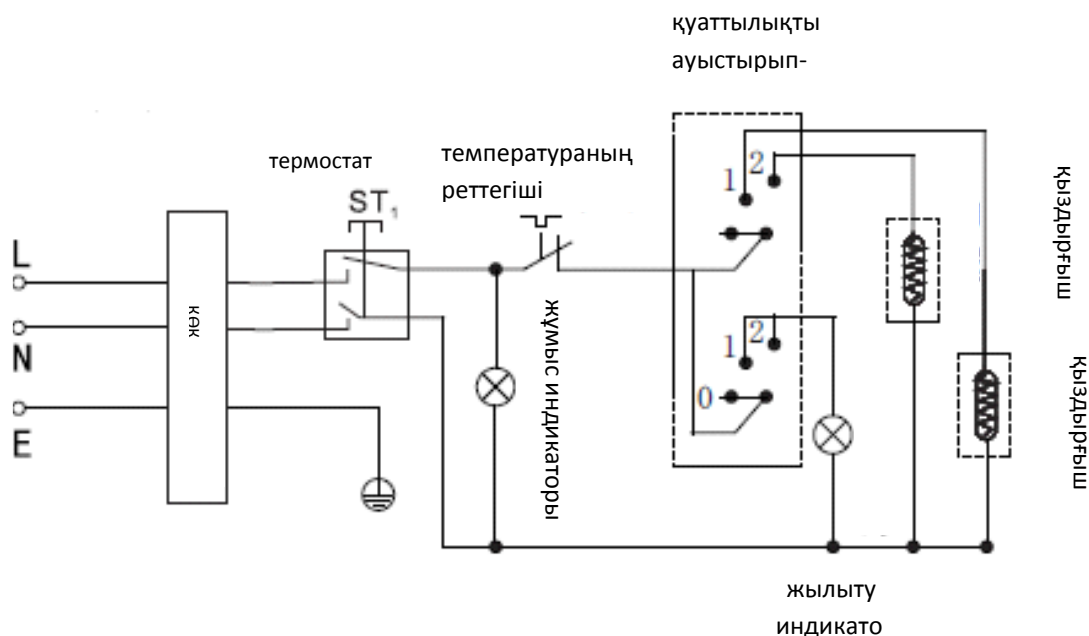 қуаттылықты
ауыстырып-
термостат
температураның
реттегіші
ST₁
1 2
қыздырғыш
L
көк
N
жұмыс индикаторы
1 2
0
қыздырғыш
E
жылыту
индикато